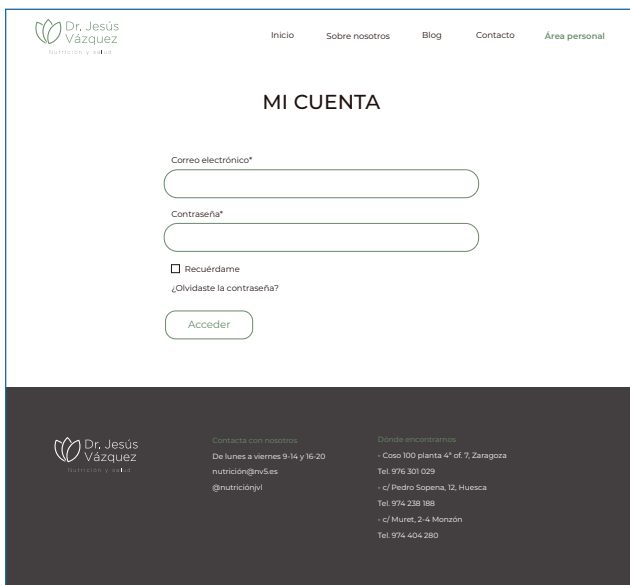 Dr. Jesús
Vázquez
Nutrición y salud
Inicio
Sobre nosotros
Blog
Contacto
Área personal
MI CUENTA
Correo electrónico*
Contraseña*
Recuérdame
¿Olvidaste la contraseña?
Acceder
Dr. Jesús
Vázquez
Nutrición y salud
Contacta con nosotros
De lunes a viernes 9-14 y 16-20
nutrición@nv5.es
@nutriciónjvl
Dónde encontrarnos
- Coso 100 planta 4ª of. 7, Zaragoza
Tel. 976 301 029
- c/ Pedro Sopena, 12, Huesca
Tel. 974 238 188
- c/ Muret, 2-4 Monzón
Tel. 974 404 280